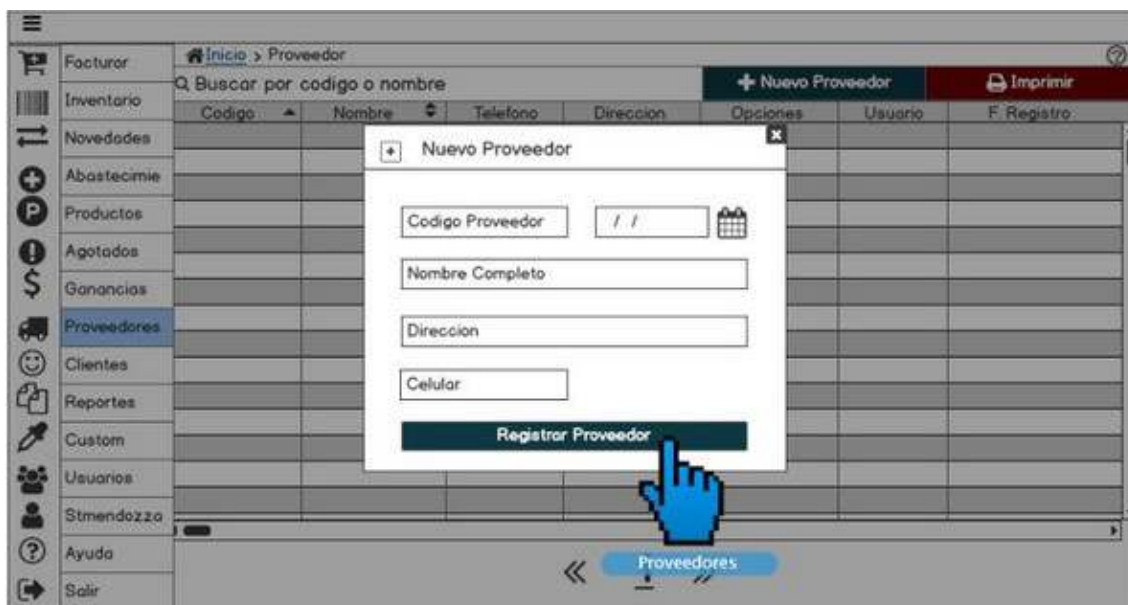 Inicio > Proveedor
Buscar por codigo o nombre
+ Nuevo Proveedor
Imprimir
Codigo Nombre Telefono Direccion Opciones Usuario F. Registro
Facturar
Inventario
Novedades
Abastecimie
Productos
Agotados
Ganancias
Proveedores
Clientes
Reportes
Custom
Usuarios
Stmendozza
Ayuda
Salir
Nuevo Proveedor
Codigo Proveedor / /
Nombre Completo
Direccion
Celular
Registrar Proveedor
Proveedores